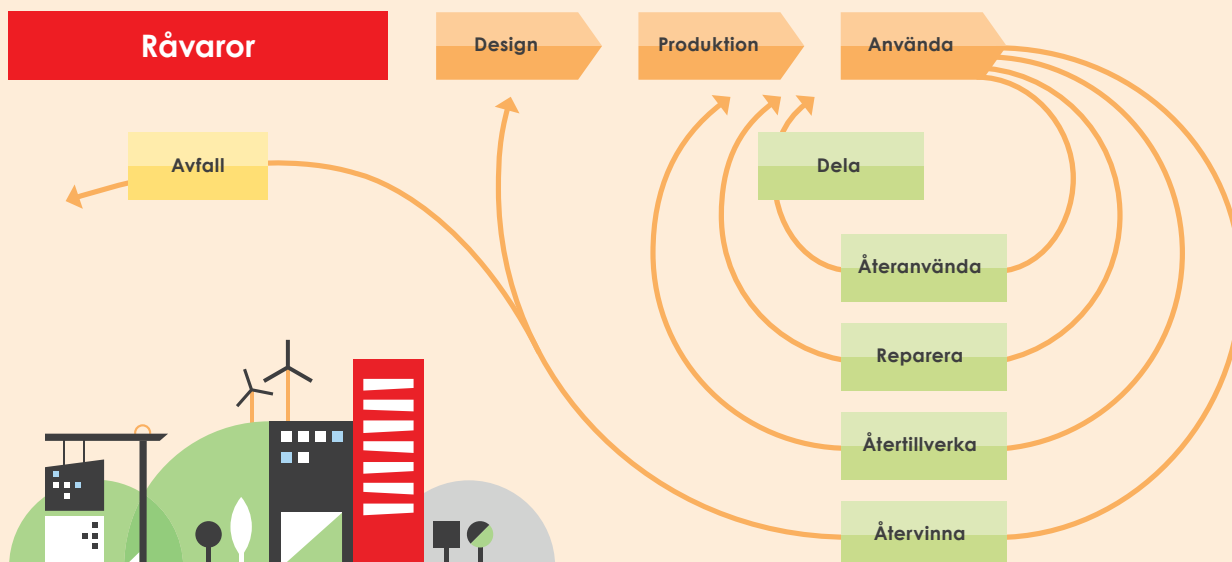 Råvaror
Design
Produktion
Använda
Avfall
Dela
Återanvända
Reparera
Återtillverka
Återvinna